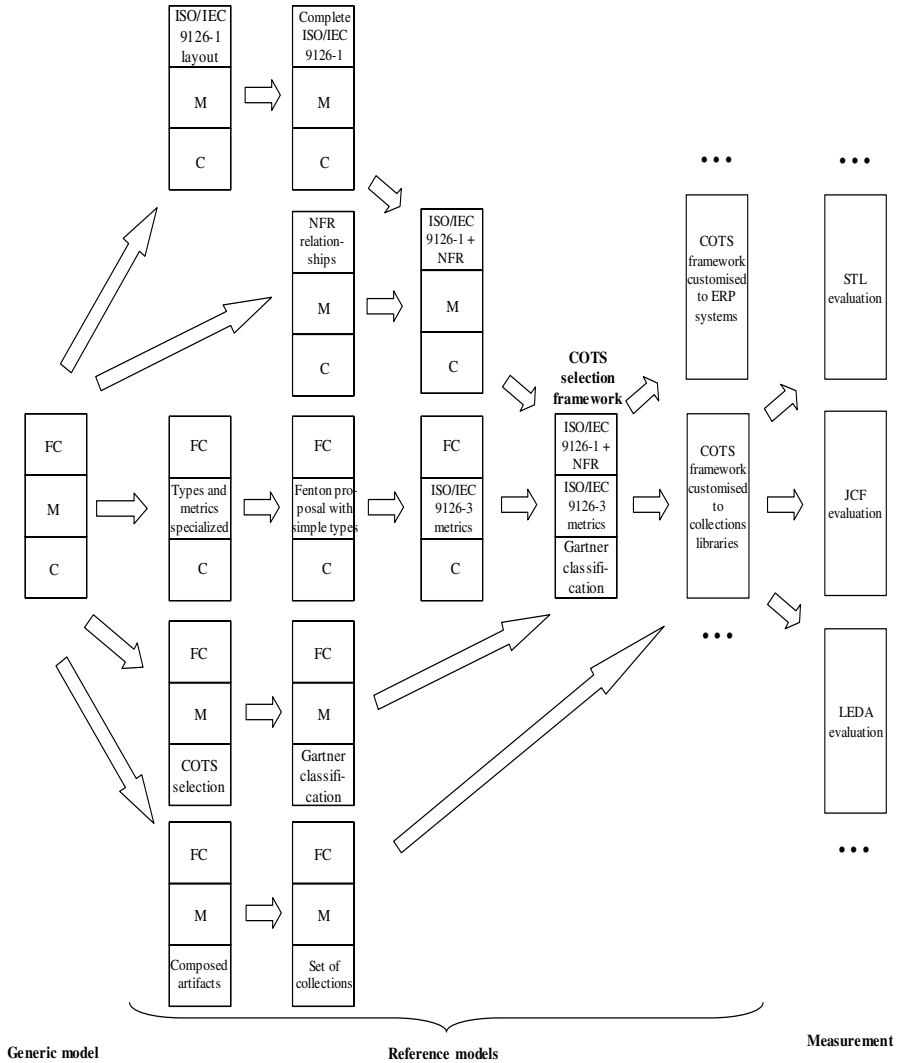 ISO/IEC
9126-1
layout
M
C
Complete
ISO/IEC
9126-1
M
C
NFR
relation-
ships
M
C
ISO/IEC
9126-1 +
NFR
M
C
FC
M
C
FC
Types and
metrics
specialized
C
FC
Fenton proposal with
simple types
C
FC
ISO/IEC
9126-3
metrics
C
COTS
selection
framework
ISO/IEC
9126-1 +
NFR
ISO/IEC
9126-3
metrics
Gartner
classifi-
cation
•••
COTS
framework
customised
to ERP
systems
COTS
framework
customised
to
collections
libraries
•••
•••
STL
evaluation
JCF
evaluation
LEDA
evaluation
•••
FC
M
COTS
selection
FC
M
Gartner
classifi-
cation
FC
M
Composed
artifacts
FC
M
Set of
collections
Generic model
Reference models
Measurement